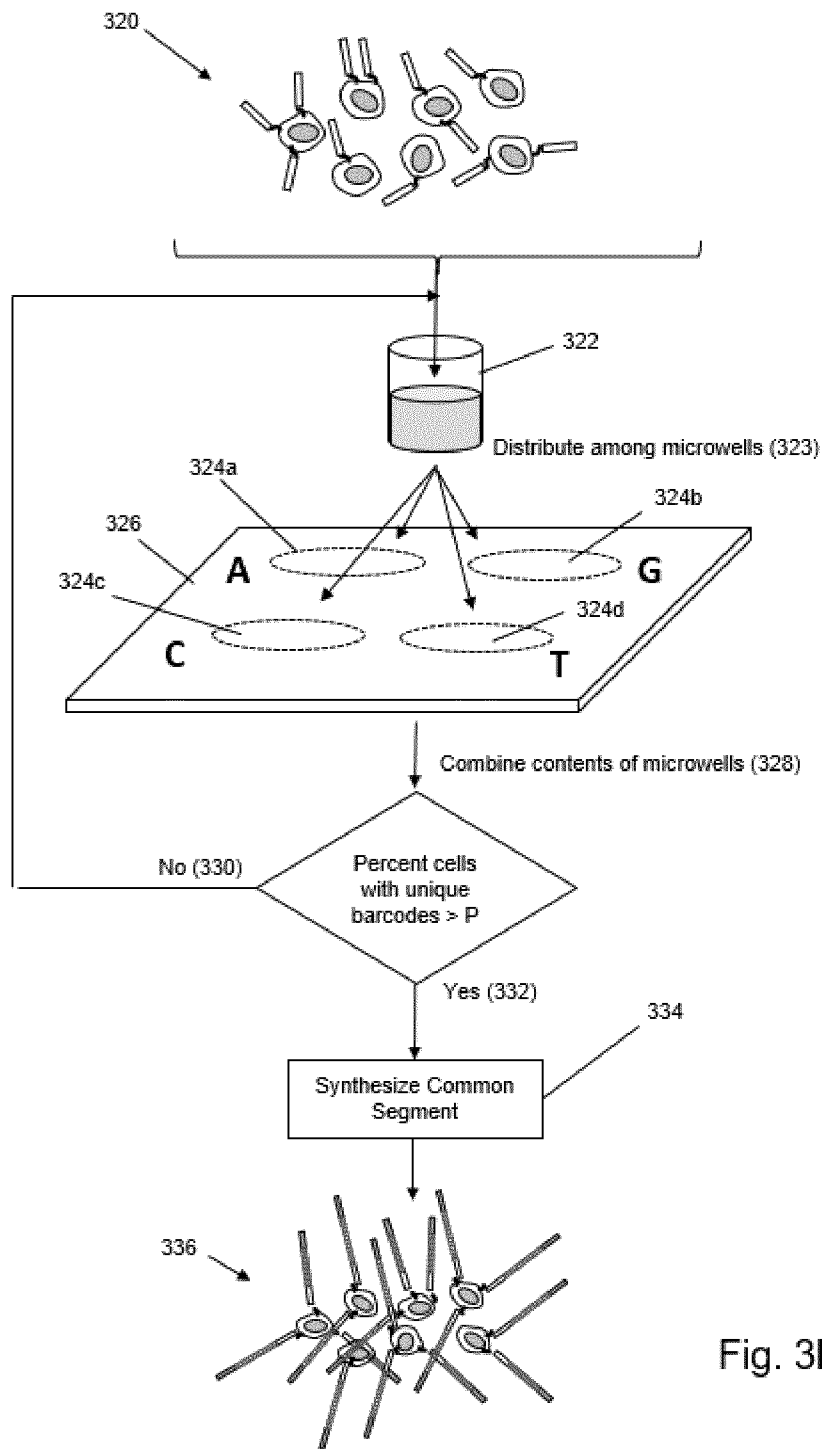 320
322
Distribute among microwells (323)
324a
324b
326
A
G
324c
324d
C
T
Combine contents of microwells (328)
No (330)
Percent cells
with unique
barcodes > P
Yes (332)
334
Synthesize Common
Segment
336
Fig. 3I